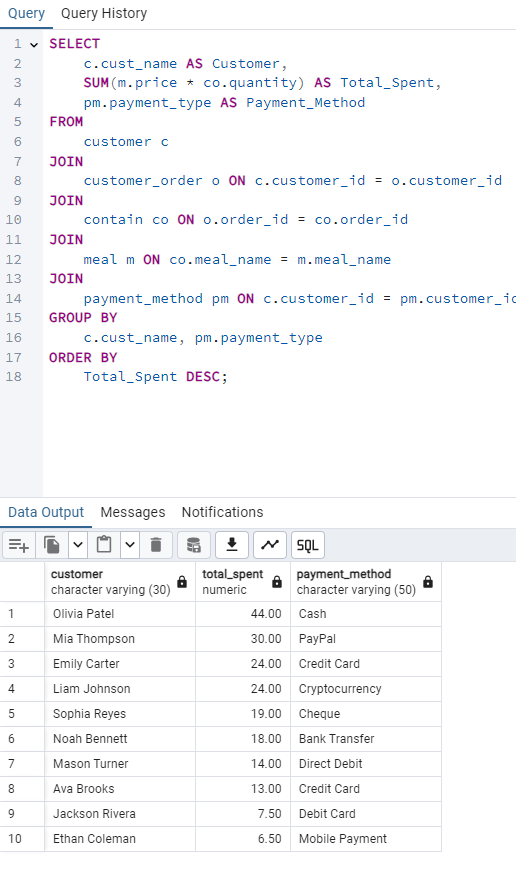 Query Query History
1 SELECT
2 c.cust_name AS Customer,
3 SUM(m.price * co.quantity) AS Total_Spent,
4 pm.payment_type AS Payment_Method
5 FROM
6 customer c
7 JOIN
8 customer_order o ON c.customer_id = o.customer_id
9 JOIN
10 contain co ON o.order_id = co.order_id
11 JOIN
12 meal m ON co.meal_name = m.meal_name
13 JOIN
14 payment_method pm ON c.customer_id = pm.customer_id
15 GROUP BY
16 c.cust_name, pm.payment_type
17 ORDER BY
18 Total_Spent DESC;
Data Output Messages Notifications
SQL
customer total_spent payment_method
character varying (30) numeric character varying (50)
1 Olivia Patel 44.00 Cash
2 Mia Thompson 30.00 PayPal
3 Emily Carter 24.00 Credit Card
4 Liam Johnson 24.00 Cryptocurrency
5 Sophia Reyes 19.00 Cheque
6 Noah Bennett 18.00 Bank Transfer
7 Mason Turner 14.00 Direct Debit
8 Ava Brooks 13.00 Credit Card
9 Jackson Rivera 7.50 Debit Card
10 Ethan Coleman 6.50 Mobile Payment